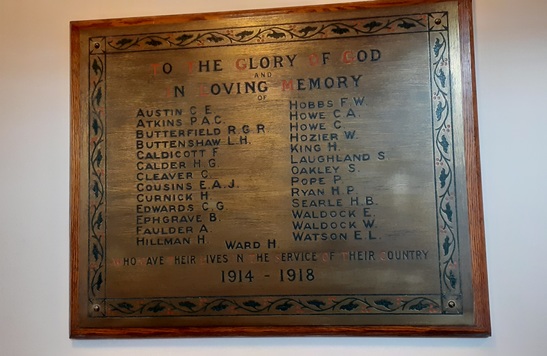 TO THE GLORY OF GOD
AND
IN LOVING MEMORY
OF
AUSTIN C.E.
ATKINS P.A.C.
BUTTERFIELD R.G.R.
BUTTENSHAW L.H.
CALDICOTT F.
CALDER H.G.
CLEAVER C.
COUSINS E.A.J.
CURNICK H.
EDWARDS C.G.
EPHGRAVE B.
FAULDER A.
HILLMAN H.
HOBBS F.W.
HOWE C.A.
HOWE C.
HOZIER W.
KING H.
LAUGHLAND S.
OAKLEY S.
POPE P.
RYAN H.P.
SEARLE H.B.
WALDOCK E.
WALDOCK W.
WATSON E.L.
WARD H.
WHO GAVE THEIR LIVES IN THE SERVICE OF THEIR COUNTRY
1914 - 1918